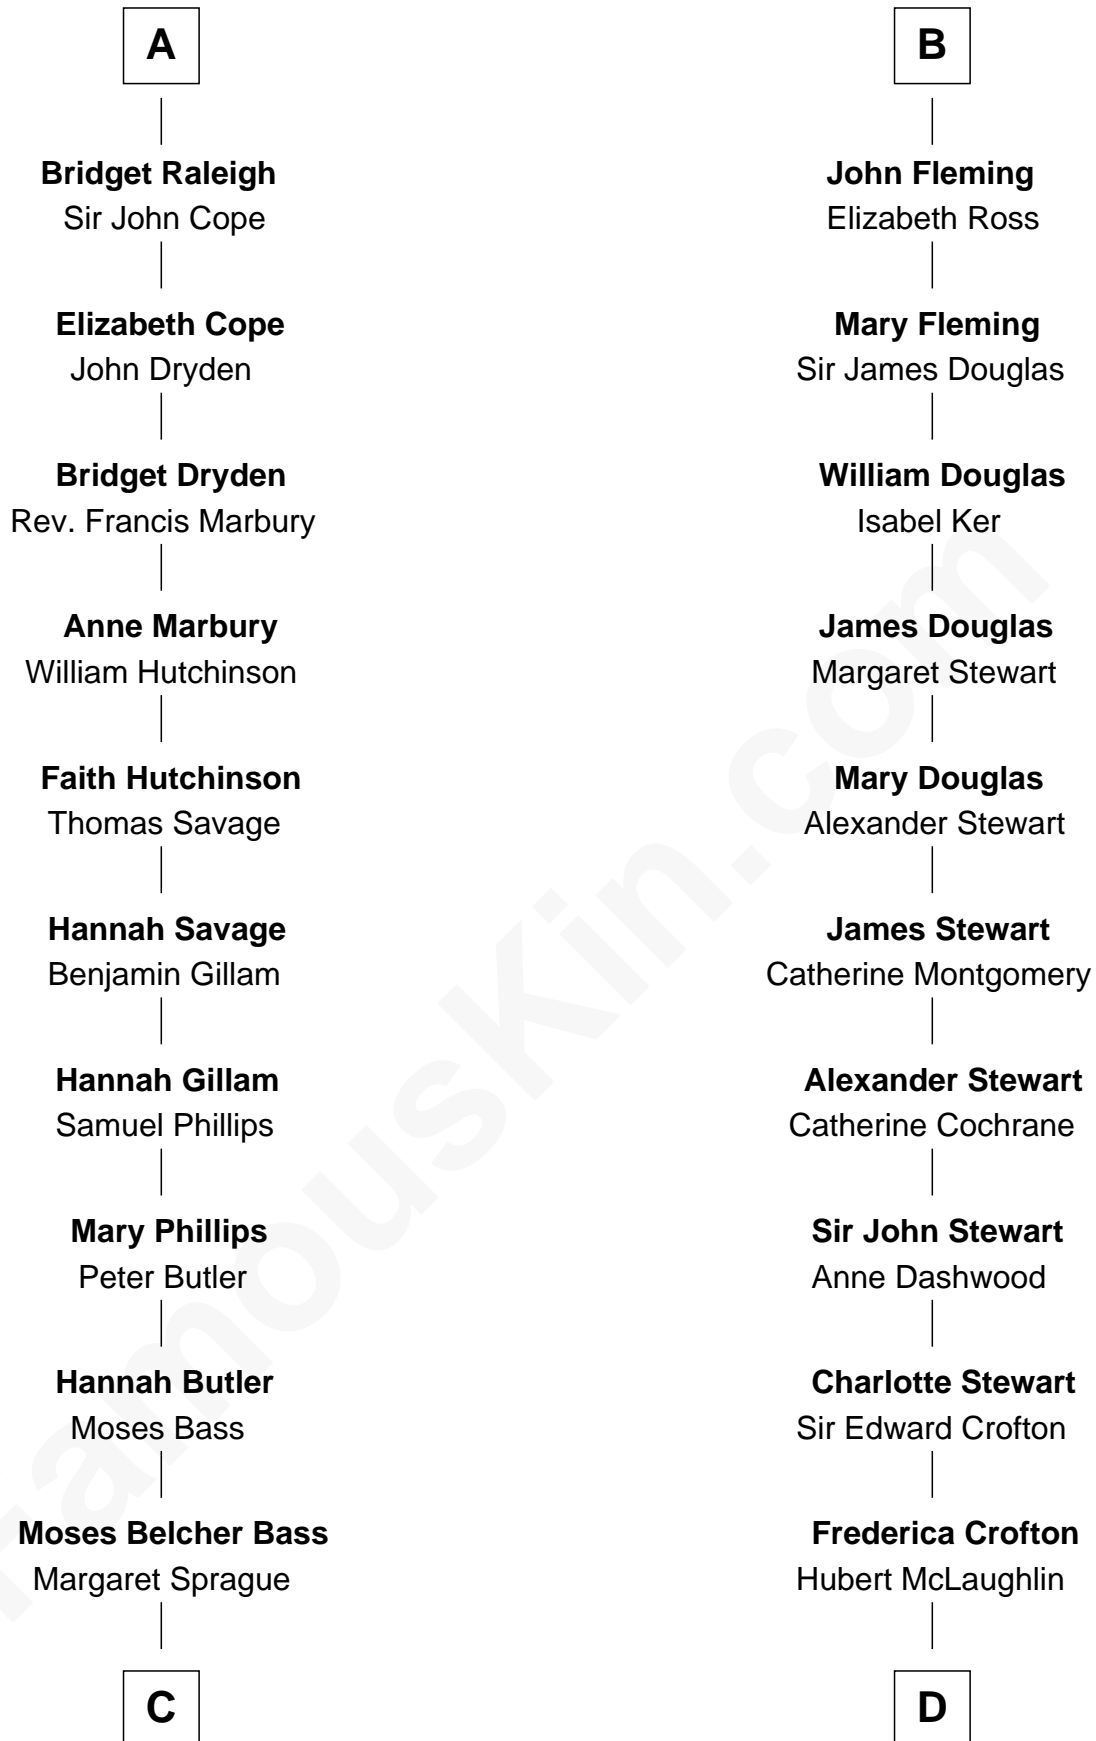 A
Bridget Raleigh
Sir John Cope
Elizabeth Cope
John Dryden
Bridget Dryden
Rev. Francis Marbury
Anne Marbury
William Hutchinson
Faith Hutchinson
Thomas Savage
Hannah Savage
Benjamin Gillam
Hannah Gillam
Samuel Phillips
Mary Phillips
Peter Butler
Hannah Butler
Moses Bass
Moses Belcher Bass
Margaret Sprague
C
B
John Fleming
Elizabeth Ross
Mary Fleming
Sir James Douglas
William Douglas
Isabel Ker
James Douglas
Margaret Stewart
Mary Douglas
Alexander Stewart
James Stewart
Catherine Montgomery
Alexander Stewart
Catherine Cochrane
Sir John Stewart
Anne Dashwood
Charlotte Stewart
Sir Edward Crofton
Frederica Crofton
Hubert McLaughlin
D
FamousKin.com